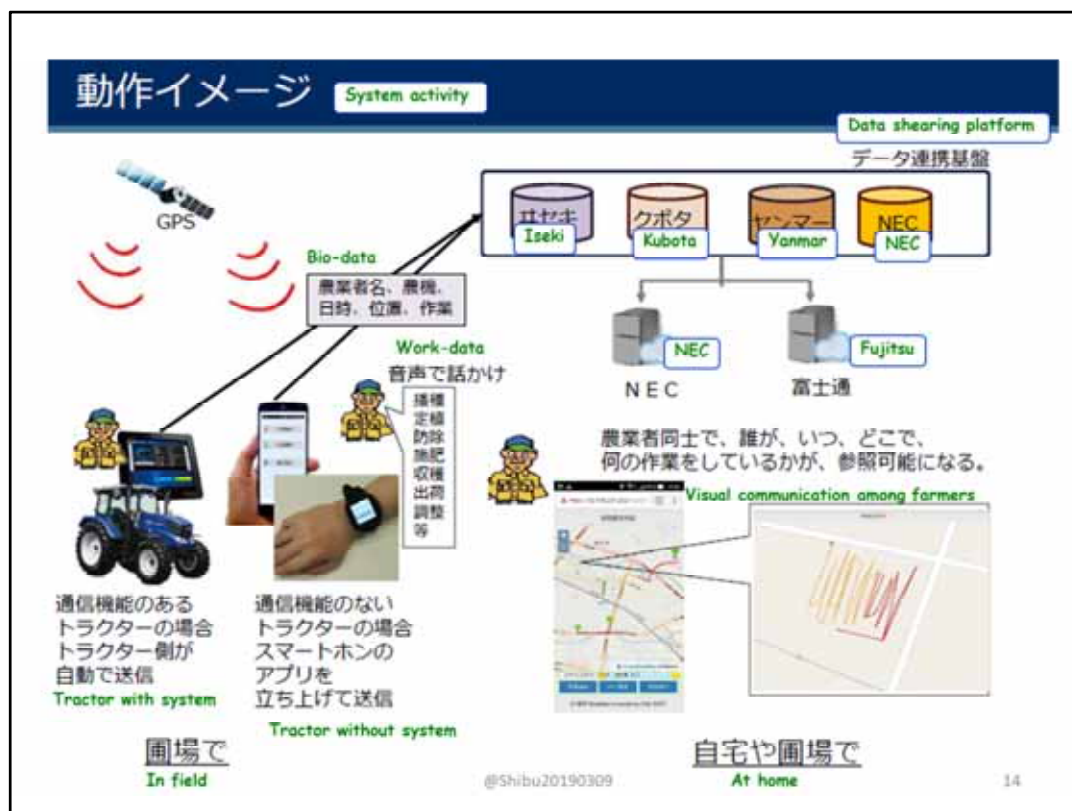 動作イメージ
System activity
Data shearing platform
データ連携基盤
GPS
ヰセキ
Iseki
クボタ
Kubota
ヤンマー
Yanmar
NEC
NEC
Bio-data
農業者名、農機、
日時、位置、作業
NEC
NEC
Fujitsu
富士通
Work-data
音声で話かけ
播種
定植
防除
施肥
収穫
出荷
調整
等
農業者同士で、誰が、いつ、どこで、
何の作業をしているかが、参照可能になる。
Visual communication among farmers
通信機能のある
トラクターの場合
トラクター側が
自動で送信
Tractor with system
通信機能のない
トラクターの場合
スマートホンの
アプリを
立ち上げて送信
Tractor without system
圃場で
In field
自宅や圃場で
At home
@Shibu20190309
14